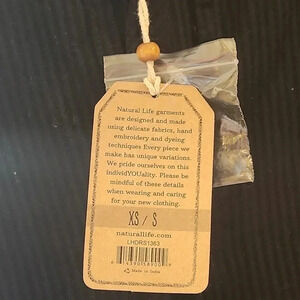 Natural Life garments
are designed and made
using delicate fabrics, hand
embroidery and dyeing
techniques Every piece we
make has unique variations.
We pride ourselves on this
individYOUality. Please be
mindful of these details
when wearing and caring
for your new clothing.
XS / S
naturallife.com
LHDRS1363
Made in India